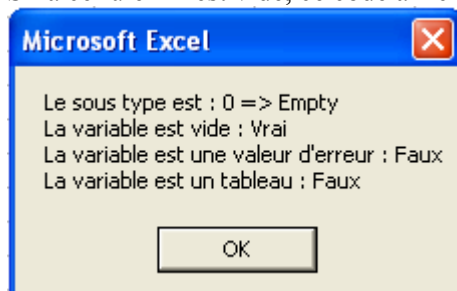 Microsoft Excel
Le sous type est : 0 => Empty
La variable est vide : Vrai
La variable est une valeur d'erreur : Faux
La variable est un tableau : Faux
OK